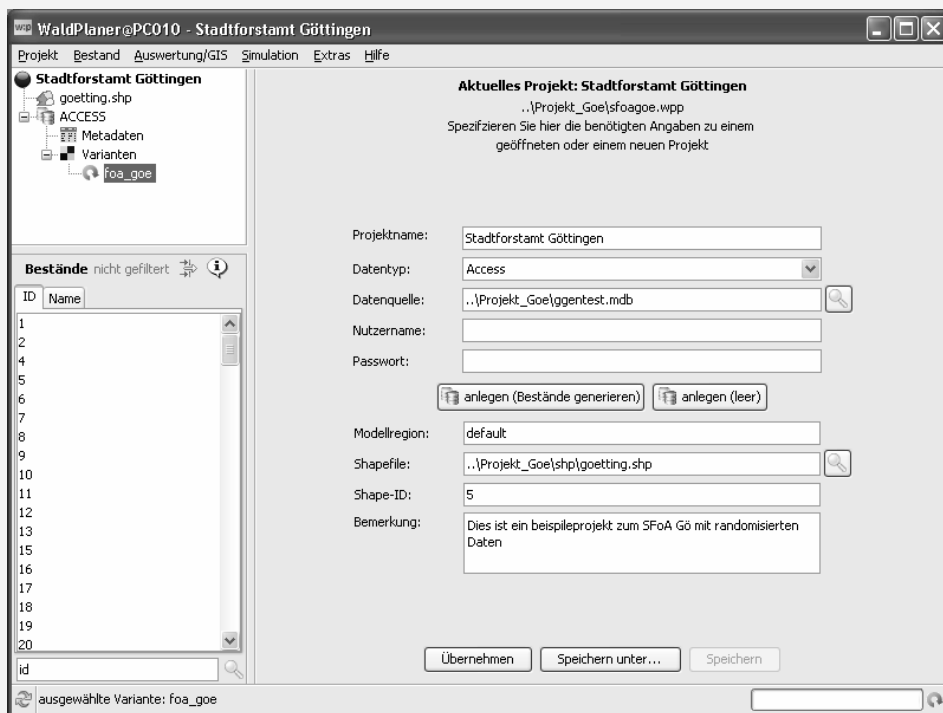 w:p WaldPlaner@PC010 - Stadtforstamt Göttingen
Projekt Bestand Auswertung/GIS Simulation Extras Hilfe
Stadtforstamt Göttingen
goetting.shp
ACCESS
Metadaten
Varianten
foa_goe
Bestände nicht gefiltert
ID Name
1
2
4
5
6
7
8
9
10
11
12
13
15
16
17
18
19
20
id
Aktuelles Projekt: Stadtforstamt Göttingen
..\Projekt_Goe\sfoagoe.wpp
Spezifzieren Sie hier die benötigten Angaben zu einem
geöffneten oder einem neuen Projekt
Projektname: Stadtforstamt Göttingen
Datentyp: Access
Datenquelle: ..\Projekt_Goe\ggentest.mdb
Nutzername:
Passwort:
anlegen (Bestände generieren) anlegen (leer)
Modellregion: default
Shapefile: ..\Projekt_Goe\shp\goetting.shp
Shape-ID: 5
Bemerkung: Dies ist ein beispileprojekt zum SFoA Gö mit randomisierten
Daten
Übernehmen Speichern unter... Speichern
ausgewählte Variante: foa_goe